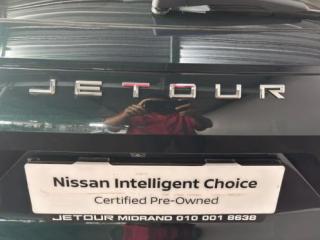 JETOUR
Nissan Intelligent Choice
Certified Pre-Owned
JETOUR MIDRAND 010 001 8638